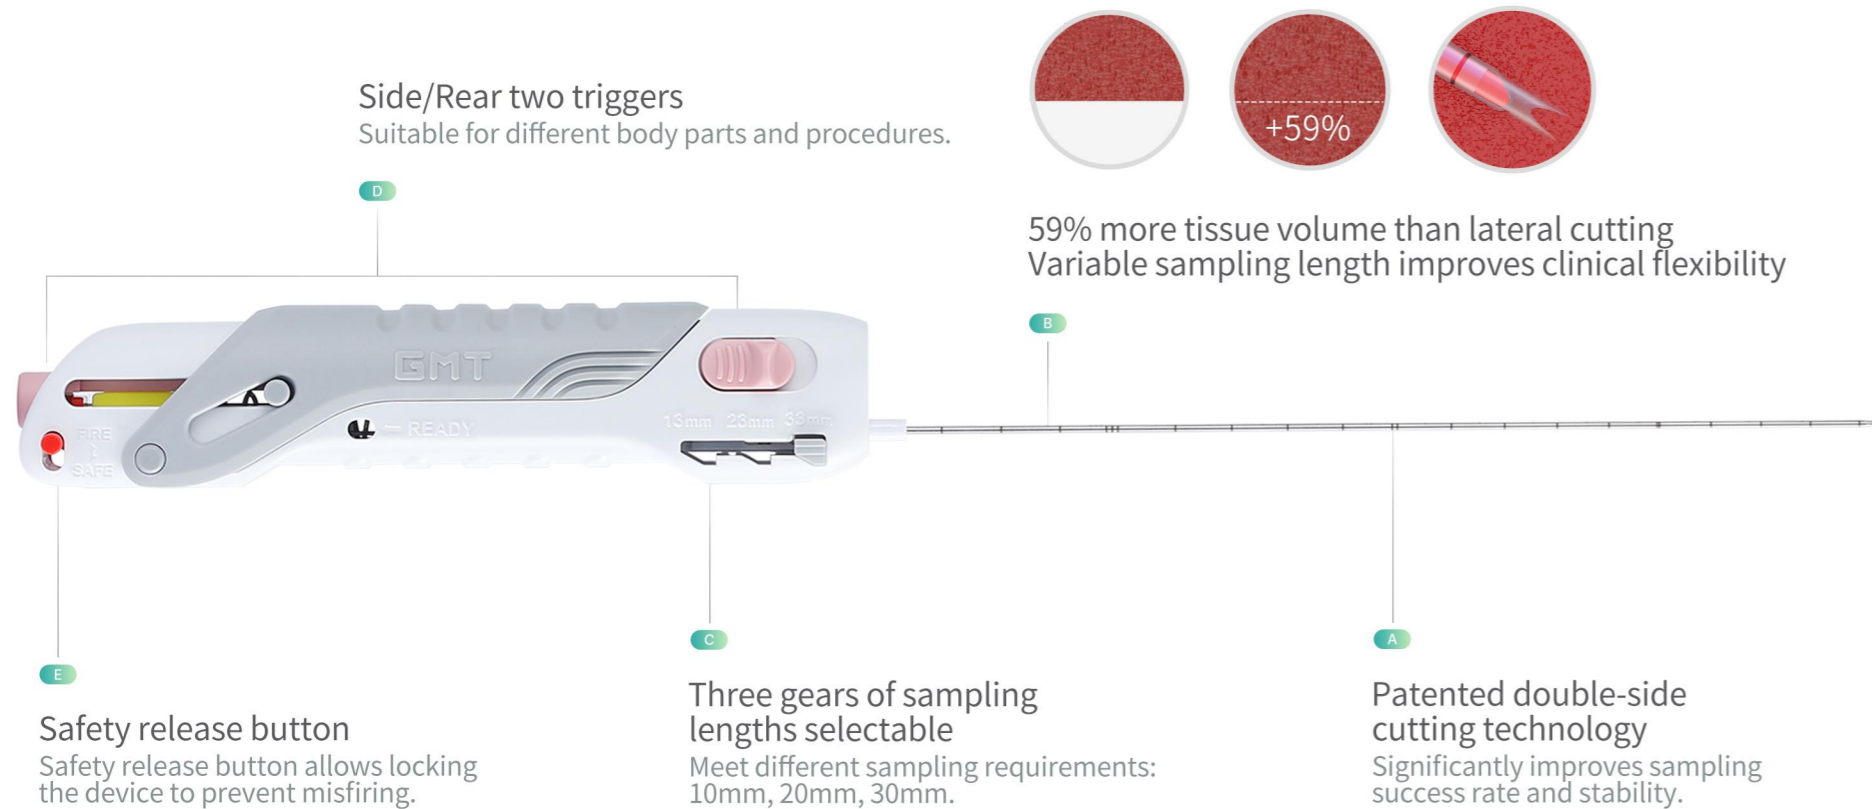 Side/Rear two triggers
Suitable for different body parts and procedures.
D
+59%
59% more tissue volume than lateral cutting
Variable sampling length improves clinical flexibility
B
GMT
13mm 23mm 33mm
READY
FIRE
SAFE
E
Safety release button
Safety release button allows locking
the device to prevent misfiring.
C
Three gears of sampling
lengths selectable
Meet different sampling requirements:
10mm, 20mm, 30mm.
A
Patented double-side
cutting technology
Significantly improves sampling
success rate and stability.